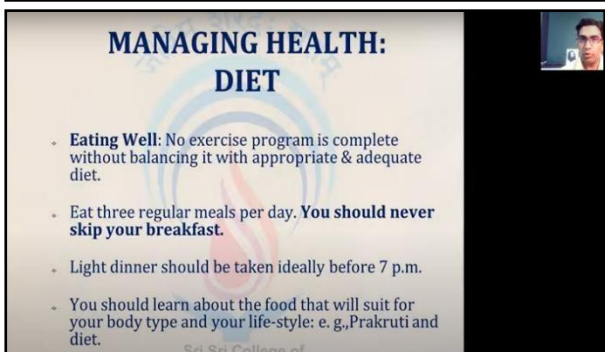 MANAGING HEALTH:
DIET
Eating Well: No exercise program is complete
without balancing it with appropriate & adequate
diet.
Eat three regular meals per day. You should never
skip your breakfast.
Light dinner should be taken ideally before 7 p.m.
You should learn about the food that will suit for
your body type and your life-style: e. g.,Prakruti and
diet.
Sri Sri College of